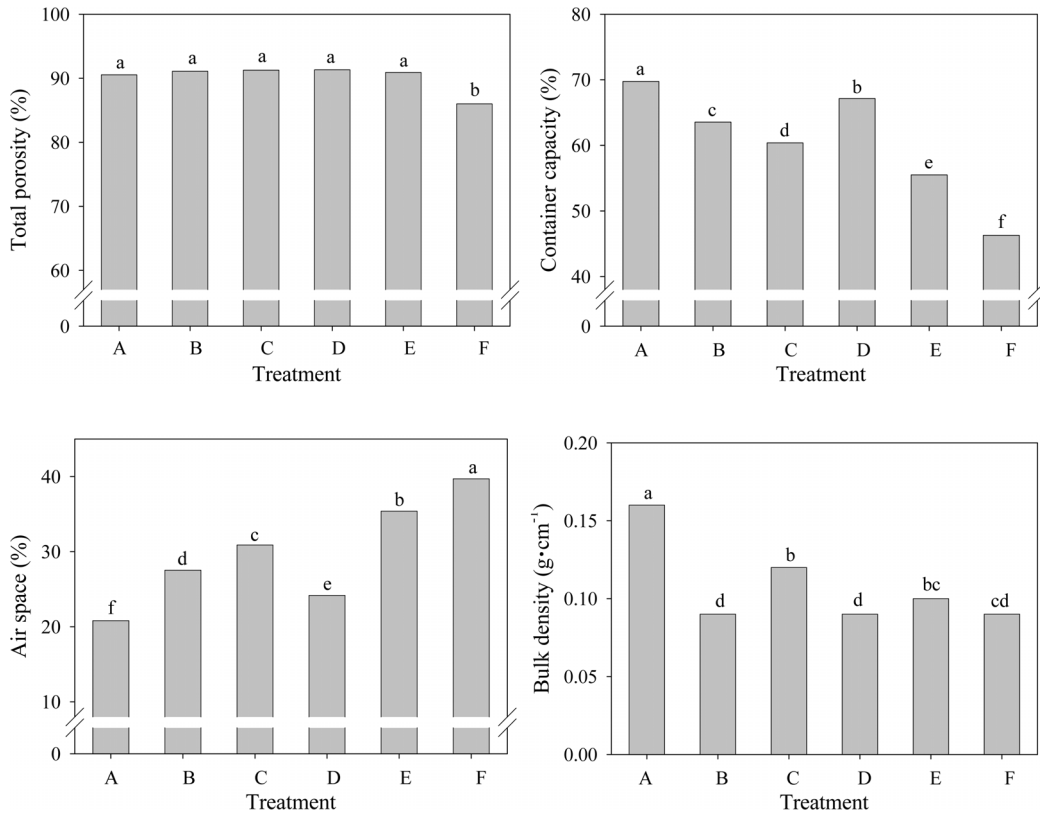 Total porosity (%)
100
90
80
70
60
0
a a a a a b
A B C D E F
Treatment
Container capacity (%)
80
70
60
50
40
0
a c d b e f
A B C D E F
Treatment
Air space (%)
40
30
20
10
0
f d c e b a
A B C D E F
Treatment
Bulk density (g•cm⁻¹)
0.20
0.15
0.10
0.05
0.00
a d b d bc cd
A B C D E F
Treatment